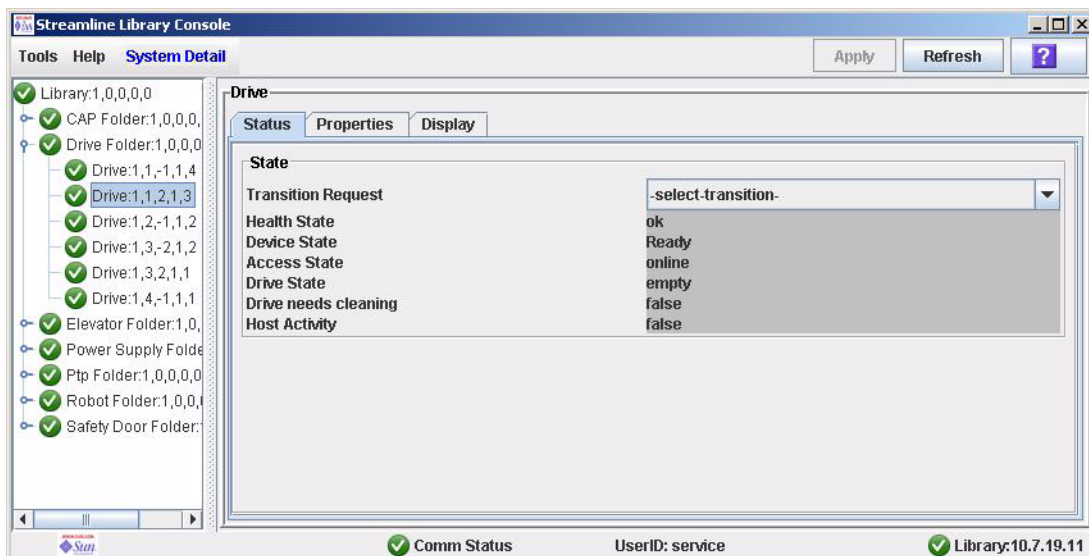 Streamline Library Console
Tools Help System Detail
Apply Refresh ?
Library:1,0,0,0,0
CAP Folder:1,0,0,0,
Drive Folder:1,0,0,0
Drive:1,1,-1,1,4
Drive:1,1,2,1,3
Drive:1,2,-1,1,2
Drive:1,3,-2,1,2
Drive:1,3,2,1,1
Drive:1,4,-1,1,1
Elevator Folder:1,0,
Power Supply Folde
Ptp Folder:1,0,0,0,0
Robot Folder:1,0,0,
Safety Door Folder:
Drive
Status Properties Display
State
Transition Request -select-transition-
Health State ok
Device State Ready
Access State online
Drive State empty
Drive needs cleaning false
Host Activity false
Sun
Comm Status UserID: service Library:10.7.19.11